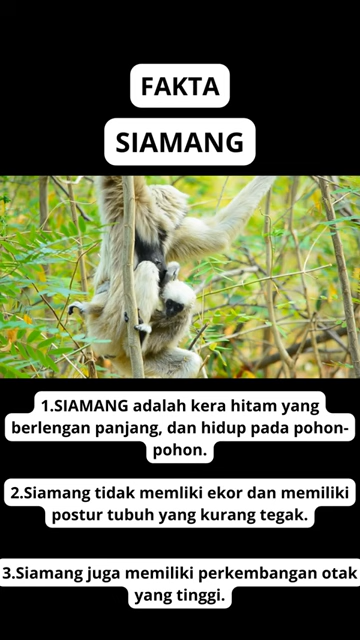 FAKTA
SIAMANG
1.SIAMANG adalah kera hitam yang
berlengan panjang, dan hidup pada pohon-
pohon.
2.Siamang tidak memliki ekor dan memiliki
postur tubuh yang kurang tegak.
3.Siamang juga memiliki perkembangan otak
yang tinggi.